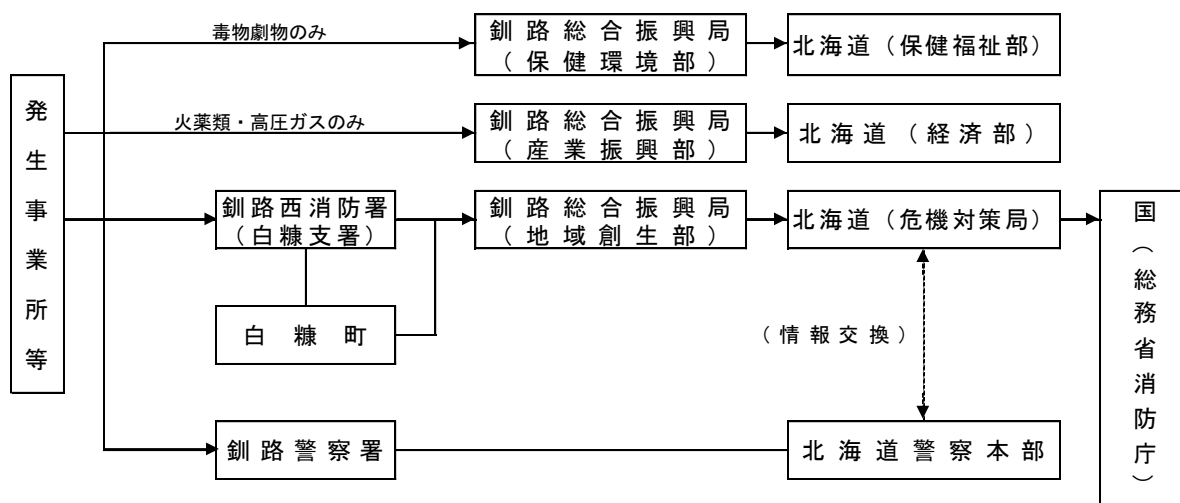 毒物劇物のみ
釧路総合振興局
（保健環境部）
北海道（保健福祉部）
発生事業所等
火薬類・高圧ガスのみ
釧路総合振興局
（産業振興部）
北海道（経済部）
釧路西消防署
（白糠支署）
釧路総合振興局
（地域創生部）
北海道（危機対策局）
国（総務省消防庁）
白糠町
（情報交換）
釧路警察署
北海道警察本部